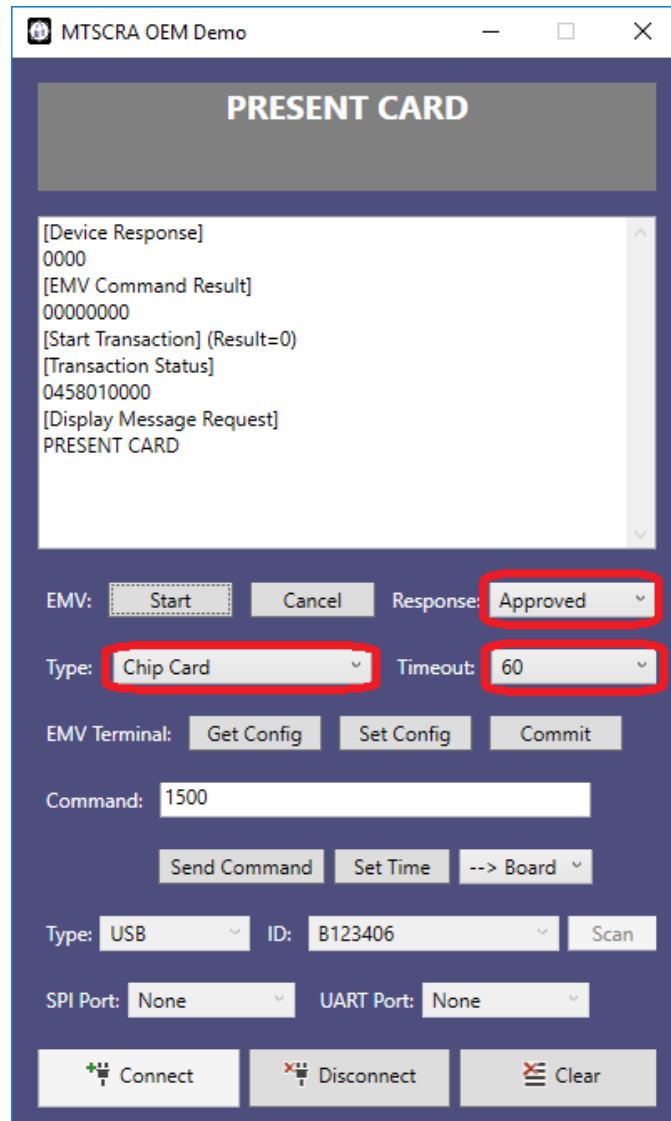 MTSCRA OEM Demo
PRESENT CARD
[Device Response]
0000
[EMV Command Result]
00000000
[Start Transaction] (Result=0)
[Transaction Status]
0458010000
[Display Message Request]
PRESENT CARD
EMV: Start Cancel Response: Approved
Type: Chip Card Timeout: 60
EMV Terminal: Get Config Set Config Commit
Command: 1500
Send Command Set Time --> Board
Type: USB ID: B123406 Scan
SPI Port: None UART Port: None
Connect Disconnect Clear